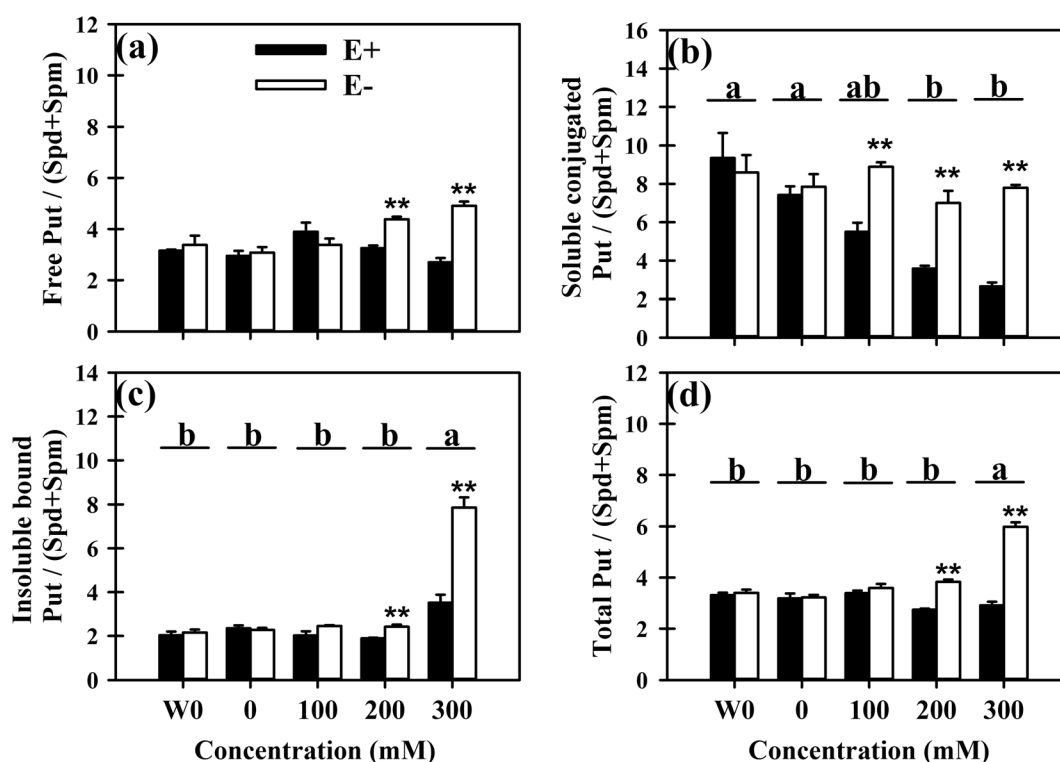 (a)
E+
E-
Free Put / (Spd+Spm)
12
10
8
6
4
2
0
** **
(b)
Soluble conjugated
Put / (Spd+Spm)
16
14
12
10
8
6
4
2
0
a a ab b b
** ** **
(c)
Insoluble bound
Put / (Spd+Spm)
14
12
10
8
6
4
2
0
b b b b a
** **
W0 0 100 200 300
Concentration (mM)
(d)
Total Put / (Spd+Spm)
12
10
8
6
4
2
0
b b b b a
** **
W0 0 100 200 300
Concentration (mM)